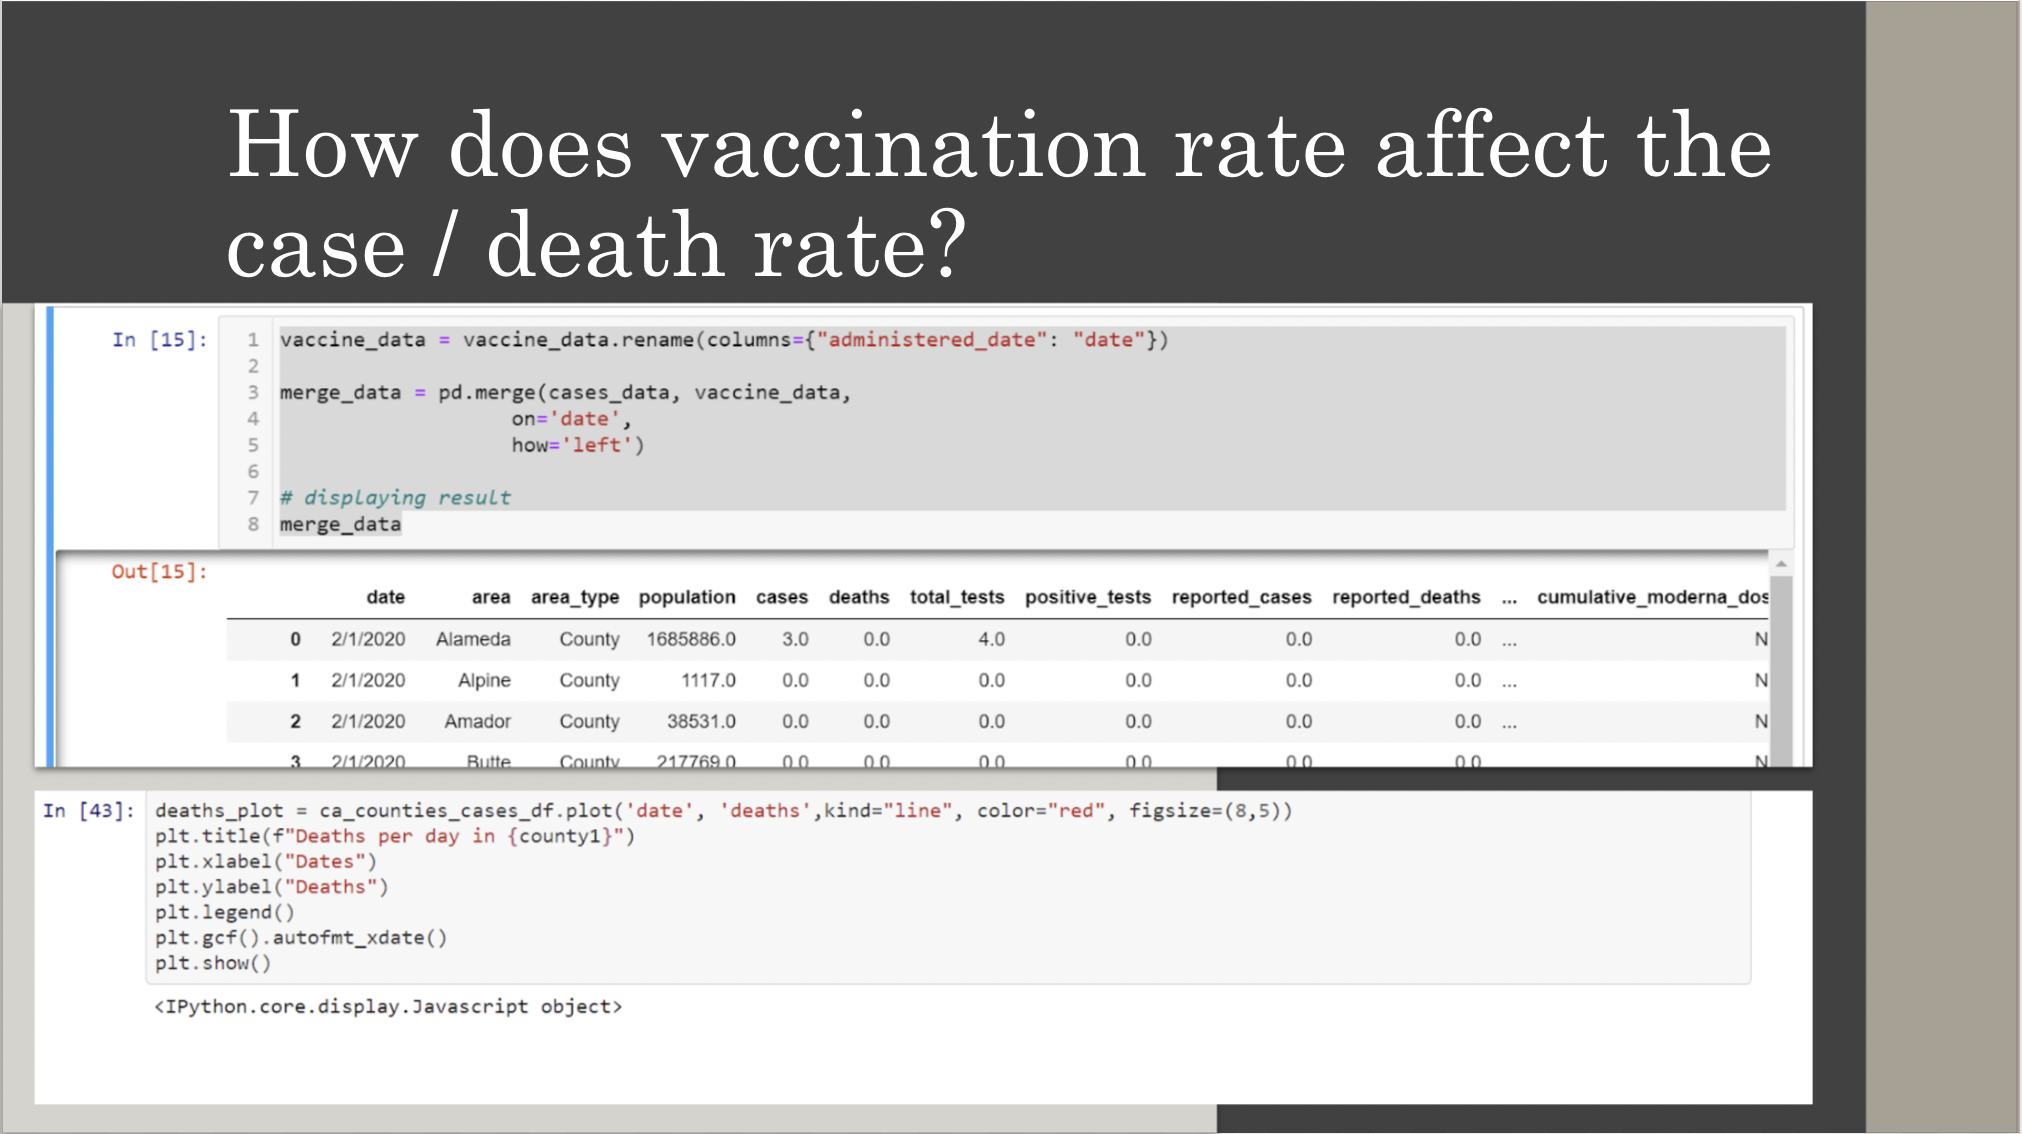 How does vaccination rate affect the
case / death rate?
In [15]:
1 vaccine_data = vaccine_data.rename(columns={"administered_date": "date"})
2
3 merge_data = pd.merge(cases_data, vaccine_data,
4 on='date',
5 how='left')
6
7 # displaying result
8 merge_data
Out[15]:
date area area_type population cases deaths total_tests positive_tests reported_cases reported_deaths ... cumulative_moderna_dos
0 2/1/2020 Alameda County 1685886.0 3.0 0.0 4.0 0.0 0.0 0.0 ... N
1 2/1/2020 Alpine County 1117.0 0.0 0.0 0.0 0.0 0.0 0.0 ... N
2 2/1/2020 Amador County 38531.0 0.0 0.0 0.0 0.0 0.0 0.0 ... N
3 2/1/2020 Butte County 217769.0 0.0 0.0 0.0 0.0 0.0 0.0 N
In [43]: deaths_plot = ca_counties_cases_df.plot('date', 'deaths',kind="line", color="red", figsize=(8,5))
plt.title(f"Deaths per day in {county1}")
plt.xlabel("Dates")
plt.ylabel("Deaths")
plt.legend()
plt.gcf().autofmt_xdate()
plt.show()
<IPython.core.display.Javascript object>